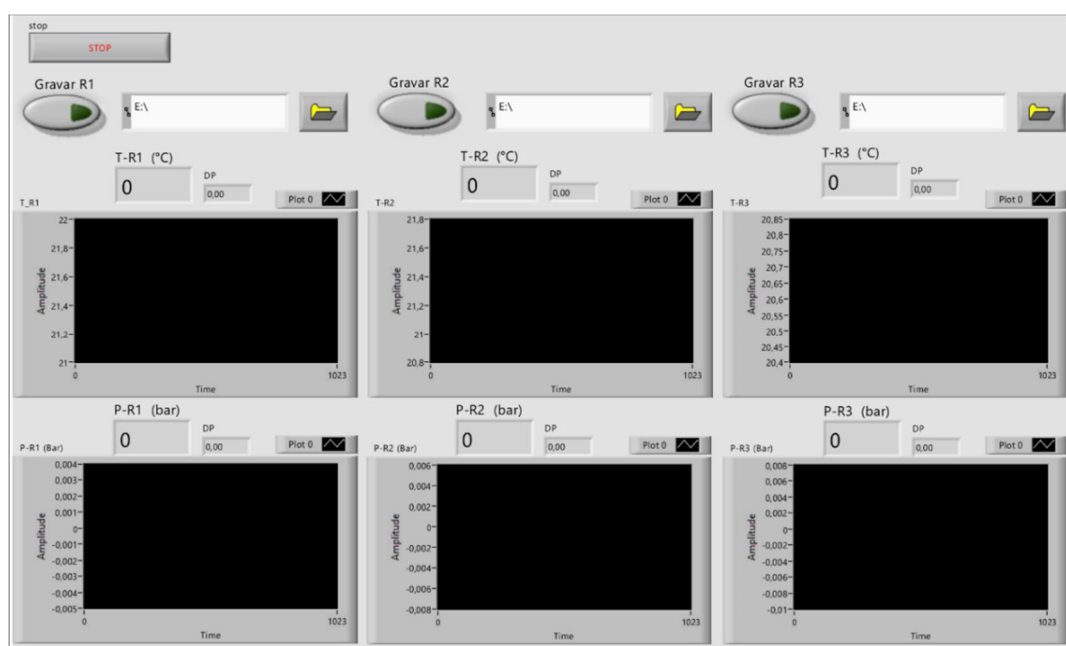 stop
STOP
Gravar R1
E:\
Gravar R2
E:\
Gravar R3
E:\
T-R1 (°C)
0
DP
0,00
T_R1
Plot 0
22
21,8
21,6
21,4
21,2
21
Amplitude
0
1023
Time
T-R2 (°C)
0
DP
0,00
T-R2
Plot 0
21,8
21,6
21,4
21,2
21
20,8
Amplitude
0
1023
Time
T-R3 (°C)
0
DP
0,00
T-R3
Plot 0
20,85
20,8
20,75
20,7
20,65
20,6
20,55
20,5
20,45
20,4
Amplitude
0
1023
Time
P-R1 (bar)
0
DP
0,00
P-R1 (Bar)
Plot 0
0,004
0,003
0,002
0,001
0
-0,001
-0,002
-0,003
-0,004
-0,005
Amplitude
0
1023
Time
P-R2 (bar)
0
DP
0,00
P-R2 (Bar)
Plot 0
0,006
0,004
0,002
0
-0,002
-0,004
-0,006
-0,008
Amplitude
0
1023
Time
P-R3 (bar)
0
DP
0,00
P-R3 (Bar)
Plot 0
0,008
0,006
0,004
0,002
0
-0,002
-0,004
-0,006
-0,008
-0,01
Amplitude
0
1023
Time